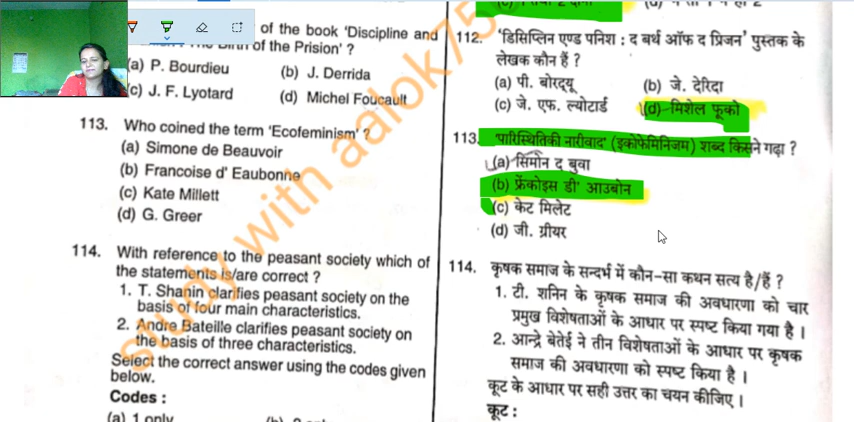 of the book 'Discipline and
of the Prision' ?
(a) P. Bourdieu (b) J. Derrida
(c) J. F. Lyotard (d) Michel Foucault
113. Who coined the term 'Ecofeminism' ?
(a) Simone de Beauvoir
(b) Francoise d' Eaubonne
(c) Kate Millett
(d) G. Greer
114. With reference to the peasant society which of
the statements is/are correct ?
1. T. Shanin clarifies peasant society on the
basis of four main characteristics.
2. Andre Bateille clarifies peasant society on
the basis of three characteristics.
Select the correct answer using the codes given
below.
Codes :
(a) 1 only
112. 'डिसिप्लिन एण्ड पनिश : द बर्थ ऑफ द प्रिजन' पुस्तक के
लेखक कौन हैं ?
(a) पी. बोरद्यू (b) जे. देरिदा
(c) जे. एफ. ल्योटार्ड (d) मिशेल फूको
113. 'पारिस्थितिकी नारीवाद' (इकोफेमिनिजम) शब्द किसने गढ़ा ?
(a) सिमोन द बुवा
(b) फ्रेंकोइस डी' आउबोन
(c) केट मिलेट
(d) जी. ग्रीयर
114. कृषक समाज के सन्दर्भ में कौन-सा कथन सत्य है/हैं ?
1. टी. शनिन के कृषक समाज की अवधारणा को चार
प्रमुख विशेषताओं के आधार पर स्पष्ट किया गया है ।
2. आन्द्रे बेतेई ने तीन विशेषताओं के आधार पर कृषक
समाज की अवधारणा को स्पष्ट किया है ।
कूट के आधार पर सही उत्तर का चयन कीजिए ।
कूट :
study with aalok75